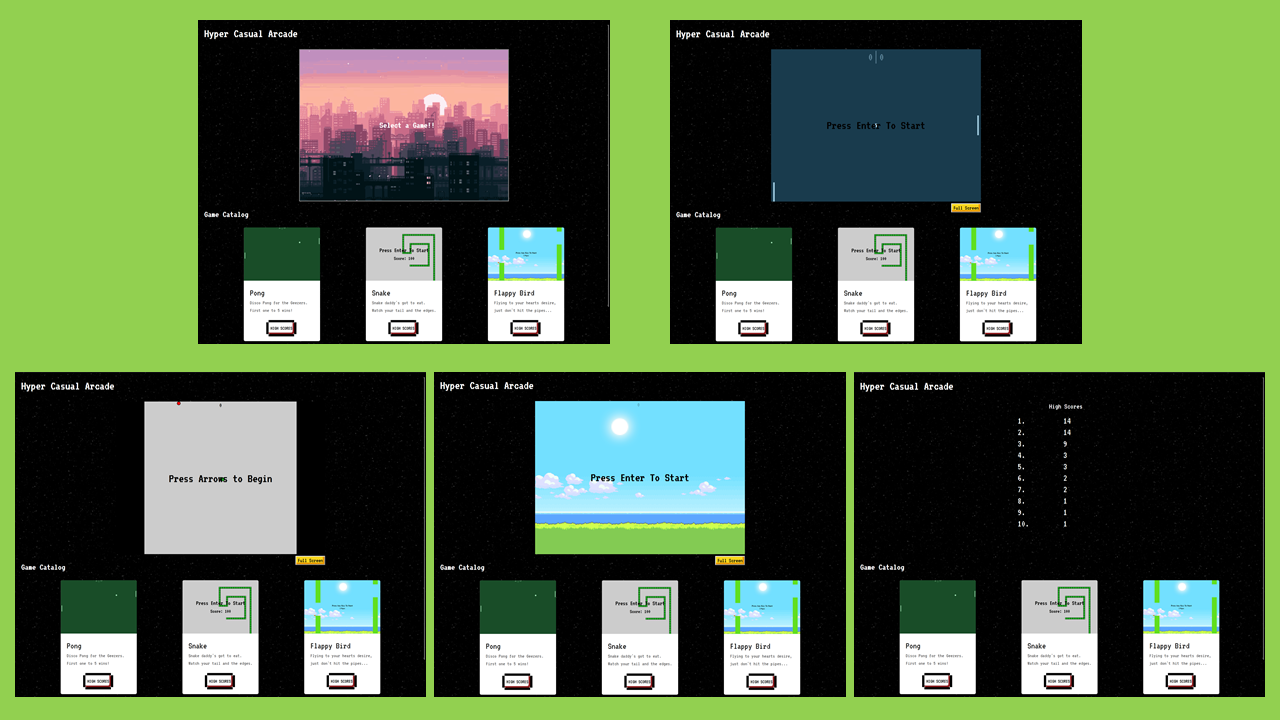 Hyper Casual Arcade
Select a Game!!
Game Catalog
Pong
Disco Pong for the Geezers.
First one to 5 wins!
HIGH SCORES
Snake
Press Enter To Start
Score: 100
Snake daddy's got to eat.
Watch your tail and the edges.
HIGH SCORES
Flappy Bird
Flying to your hearts desire,
just don't hit the pipes...
HIGH SCORES
Hyper Casual Arcade
0 0
Press Enter To Start
Full Screen
Game Catalog
Pong
Disco Pong for the Geezers.
First one to 5 wins!
HIGH SCORES
Press Enter To Start
Score: 100
Snake
Snake daddy's got to eat.
Watch your tail and the edges.
HIGH SCORES
Flappy Bird
Flying to your hearts desire,
just don't hit the pipes...
HIGH SCORES
Hyper Casual Arcade
0
Press Arrows to Begin
Full Screen
Game Catalog
Pong
Disco Pong for the Geezers.
First one to 5 wins!
HIGH SCORES
Press Enter To Start
Score: 100
Snake
Snake daddy's got to eat.
Watch your tail and the edges.
HIGH SCORES
Flappy Bird
Flying to your hearts desire,
just don't hit the pipes...
HIGH SCORES
Hyper Casual Arcade
Press Enter To Start
Full Screen
Game Catalog
Pong
Disco Pong for the Geezers.
First one to 5 wins!
HIGH SCORES
Press Enter To Start
Score: 100
Snake
Snake daddy's got to eat.
Watch your tail and the edges.
HIGH SCORES
Flappy Bird
Flying to your hearts desire,
just don't hit the pipes...
HIGH SCORES
Hyper Casual Arcade
High Scores
1. 14
2. 14
3. 9
4. 3
5. 3
6. 2
7. 2
8. 1
9. 1
10. 1
Game Catalog
Pong
Disco Pong for the Geezers.
First one to 5 wins!
HIGH SCORES
Press Enter To Start
Score: 100
Snake
Snake daddy's got to eat.
Watch your tail and the edges.
HIGH SCORES
Flappy Bird
Flying to your hearts desire,
just don't hit the pipes...
HIGH SCORES